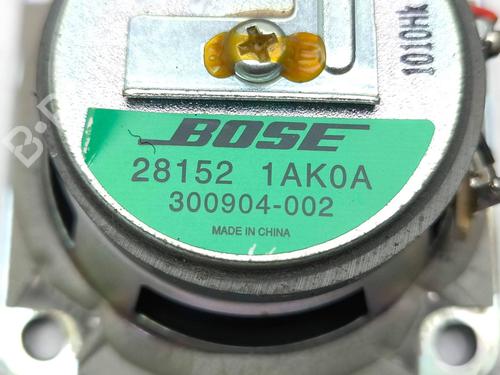 1010HK
BOSE
28152 1AK0A
300904-002
MADE IN CHINA